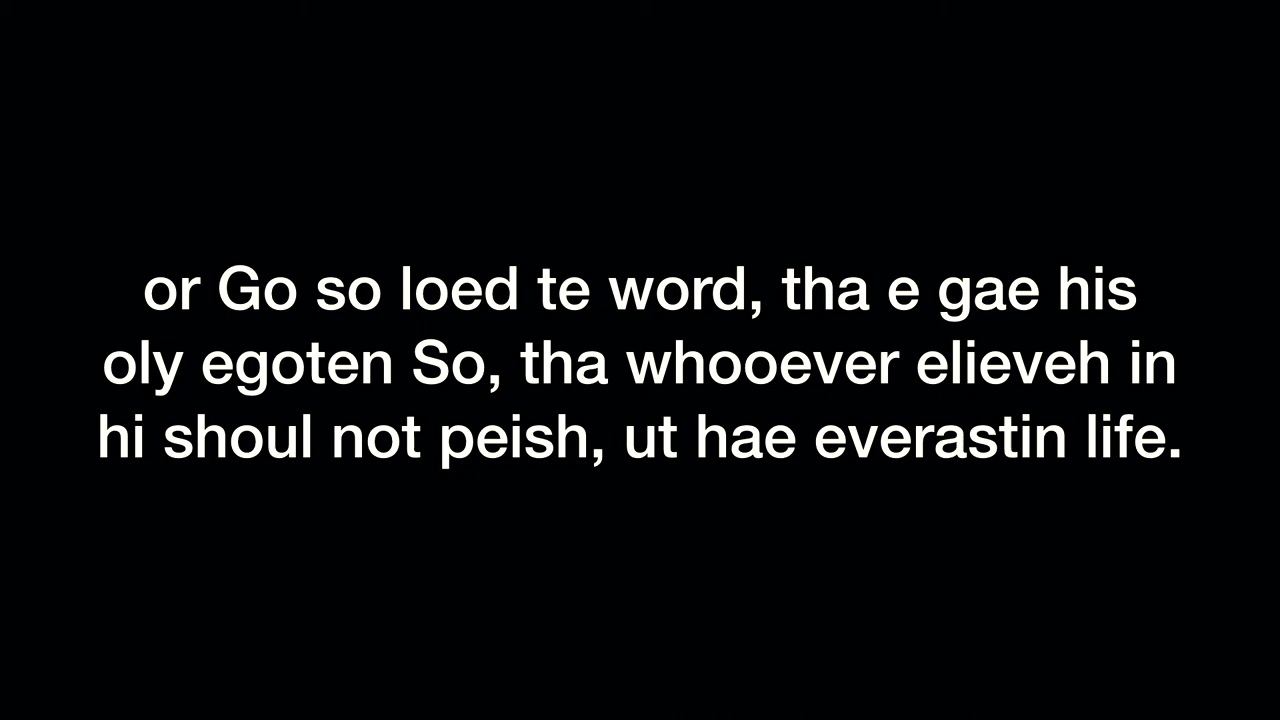 or Go so loed te word, tha e gae his
oly egoten So, tha whooever elieveh in
hi shoul not peish, ut hae everastin life.